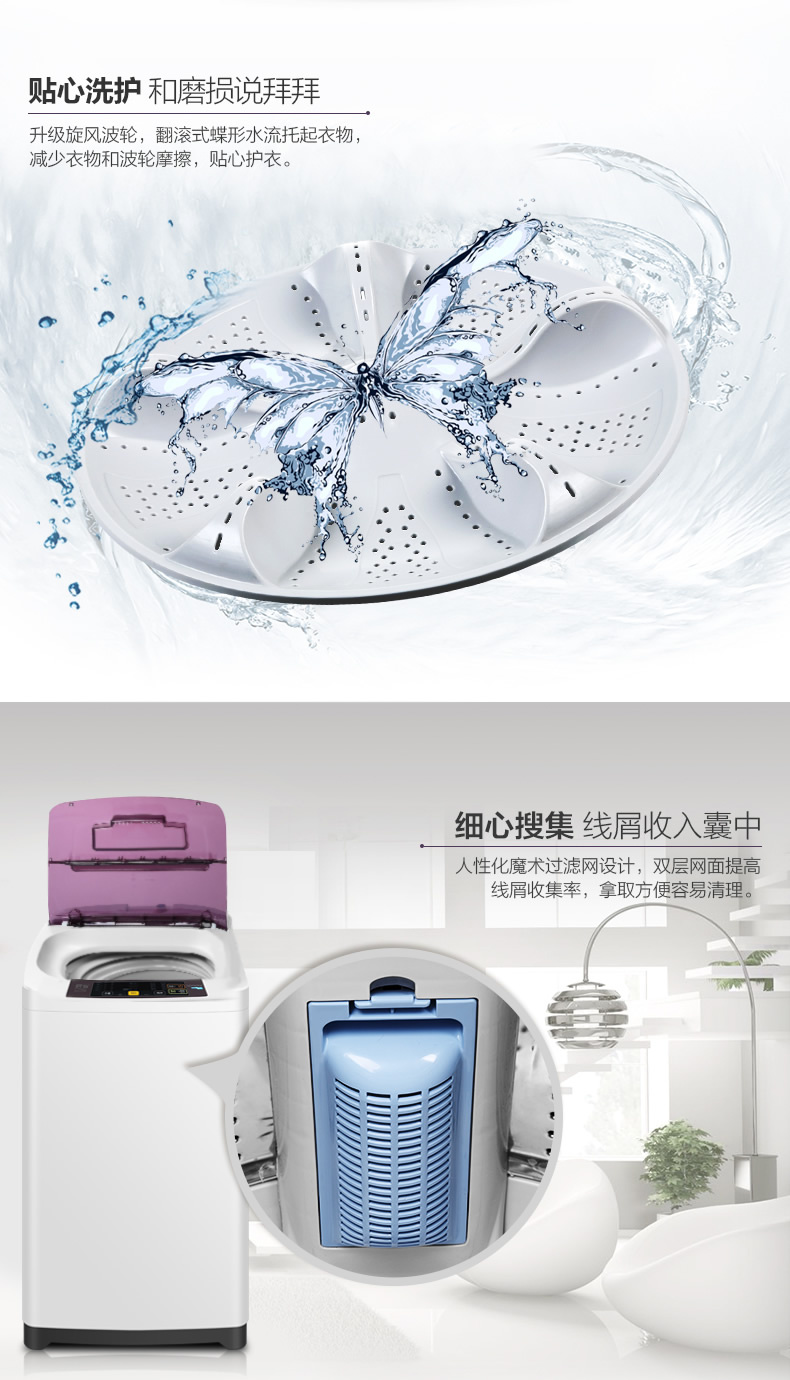 贴心洗护 和磨损说拜拜
升级旋风波轮，翻滚式蝶形水流托起衣物，
减少衣物和波轮摩擦，贴心护衣。
细心搜集 线屑收入囊中
人性化魔术过滤网设计，双层网面提高
线屑收集率，拿取方便容易清理。